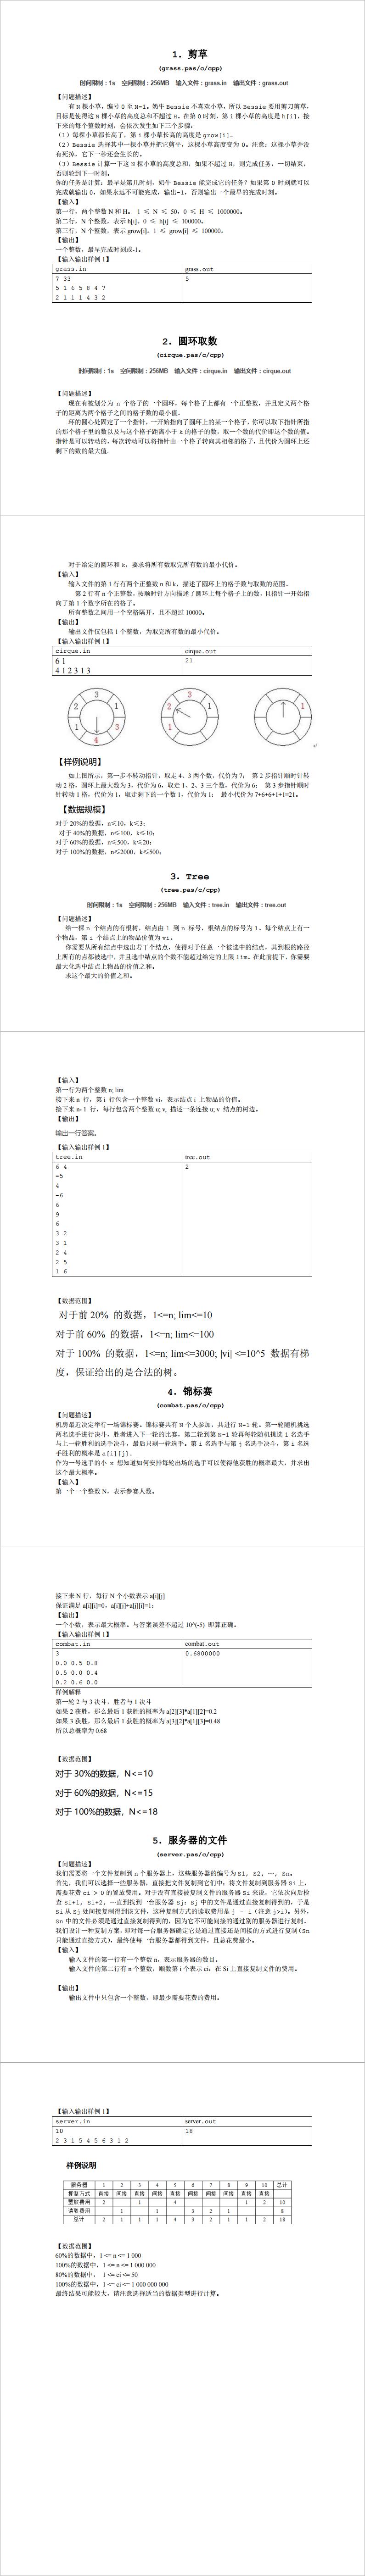 1. 剪草
(grass.pas/c/cpp)
时间限制：1s 空间限制：256MB 输入文件：grass.in 输出文件：grass.out
【问题描述】
有 N 棵小草，编号 0 至 N-1。奶牛 Bessie 不喜欢小草，所以 Bessie 要用剪刀剪草，
目标是使得这 N 棵小草的高度总和不超过 H。在第 0 时刻，第 i 棵小草的高度是 h[i]，接
下来的每个整数时刻，会依次发生如下三个步骤：
（1）每棵小草都长高了，第 i 棵小草长高的高度是 grow[i]。
（2）Bessie 选择其中一棵小草并把它剪平，这棵小草高度变为 0。注意：这棵小草并没
有死掉，它下一秒还会生长的。
（3）Bessie 计算一下这 N 棵小草的高度总和，如果不超过 H，则完成任务，一切结束，
否则轮到下一时刻。
你的任务是计算：最早是第几时刻，奶牛 Bessie 能完成它的任务？如果第 0 时刻就可以
完成就输出 0，如果永远不可能完成，输出-1，否则输出一个最早的完成时刻。
【输入】
第一行，两个整数 N 和 H。 1 ≤ N ≤ 50，0 ≤ H ≤ 1000000。
第二行，N 个整数，表示 h[i]。0 ≤ h[i] ≤ 100000。
第三行，N 个整数，表示 grow[i]。1 ≤ grow[i] ≤ 100000。
【输出】
一个整数，最早完成时刻或-1。
【输入输出样例 1】
grass.in grass.out
7 33 5
5 1 6 5 8 4 7
2 1 1 1 4 3 2
2. 圆环取数
(cirque.pas/c/cpp)
时间限制：1s 空间限制：256MB 输入文件：cirque.in 输出文件：cirque.out
【问题描述】
现在有被划分为 n 个格子的一个圆环，每个格子上都有一个正整数，并且定义两个格
子的距离为两个格子之间的格子数的最小值。
环的圆心处固定了一个指针，一开始指向了圆环上的某一个格子，你可以取下指针所指
的那个格子里的数以及与这个格子距离小于 k 的格子的数，取一个数的代价即这个数的值。
指针是可以转动的，每次转动可以将指针由一个格子转向其相邻的格子，且代价为圆环上还
剩下的数的最大值。
对于给定的圆环和 k，要求将所有数取完所有数的最小代价。
【输入】
输入文件的第 1 行有两个正整数 n 和 k，描述了圆环上的格子数与取数的范围。
第 2 行有 n 个正整数，按顺时针方向描述了圆环上每个格子上的数，且指针一开始指
向了第 1 个数字所在的格子。
所有整数之间用一个空格隔开，且不超过 10000。
【输出】
输出文件仅包括 1 个整数，为取完所有数的最小代价。
【输入输出样例 1】
cirque.in cirque.out
6 1 21
4 1 2 3 1 3
3
2 1
1 3
4
3
2 1
1
1
【样例说明】
如上图所示，第一步不转动指针，取走 4、3 两个数，代价为 7； 第 2 步指针顺时针转
动 2 格，圆环上最大数为 3，代价为 6，取走 1、2、3 三个数，代价为 6； 第 3 步指针顺时
针转动 1 格，代价为 1，取走剩下的一个数 1，代价为 1； 最小代价为 7+6+6+1+1=21。
【数据规模】
对于 20%的数据，n≤10，k≤3；
对于 40%的数据，n≤100，k≤10；
对于 60%的数据，n≤500，k≤20；
对于 100%的数据，n≤2000，k≤500；
3. Tree
(tree.pas/c/cpp)
时间限制：1s 空间限制：256MB 输入文件：tree.in 输出文件：tree.out
【问题描述】
给一棵 n 个结点的有根树，结点由 1 到 n 标号，根结点的标号为 1。每个结点上有一
个物品，第 i 个结点上的物品价值为 vi。
你需要从所有结点中选出若干个结点，使得对于任意一个被选中的结点，其到根的路径
上所有的点都被选中，并且选中结点的个数不能超过给定的上限 lim。在此前提下，你需要
最大化选中结点上物品的价值之和。
求这个最大的价值之和。
【输入】
第一行为两个整数 n; lim
接下来 n 行，第 i 行包含一个整数 vi，表示结点 i 上物品的价值。
接下来 n- 1 行，每行包含两个整数 u, v, 描述一条连接 u, v 结点的树边。
【输出】
输出一行答案。
【输入输出样例 1】
tree.in tree.out
6 4 2
-5
4
-6
6
9
6
3 2
3 1
2 4
2 5
1 6
【数据范围】
对于前 20% 的数据，1<=n; lim<=10
对于前 60% 的数据，1<=n; lim<=100
对于 100% 的数据，1<=n; lim<=3000; |vi| <=10^5 数据有梯
度，保证给出的是合法的树。
4. 锦标赛
(combat.pas/c/cpp)
【问题描述】
机房最近决定举行一场锦标赛。锦标赛共有 N 个人参加，共进行 N-1 轮。第一轮随机挑选
两名选手进行决斗，胜者进入下一轮的比赛，第二轮到第 N-1 轮再每轮随机挑选 1 名选手
与上一轮胜利的选手决斗，最后只剩一轮选手。第 i 名选手与第 j 名选手决斗，第 i 名选
手胜利的概率是 a[i][j]。
作为一号选手的小 x 想知道如何安排每轮出场的选手可以使得他获胜的概率最大，并求出
这个最大概率。
【输入】
第一个一个整数 N，表示参赛人数。
接下来 N 行，每行 N 个小数表示 a[i][j]
保证满足 a[i][i]=0，a[i][j]+a[j][i]=1；
【输出】
一个小数，表示最大概率。与答案误差不超过 10^(-5) 即算正确。
【输入输出样例 1】
combat.in combat.out
3 0.6800000
0.0 0.5 0.8
0.5 0.0 0.4
0.2 0.6 0.0
样例解释
第一轮 2 与 3 决斗，胜者与 1 决斗
如果 2 获胜，那么最后 1 获胜的概率为 a[2][3]*a[1][2]=0.2
如果 3 获胜，那么最后 1 获胜的概率为 a[3][2]*a[1][3]=0.48
所以总概率为 0.68
【数据范围】
对于 30%的数据，N<=10
对于 60%的数据，N<=15
对于 100%的数据，N<=18
5. 服务器的文件
(server.pas/c/cpp)
【问题描述】
我们需要将一个文件复制到 n 个服务器上，这些服务器的编号为 S1, S2, …, Sn。
首先，我们可以选择一些服务器，直接把文件复制到它们中；将文件复制到服务器 Si 上，
需要花费 ci > 0 的置放费用。对于没有直接被复制文件的服务器 Si 来说，它依次向后检
查 Si+1, Si+2, …一直到找到一台服务器 Sj：Sj 中的文件是通过直接复制得到的，于是
Si 从 Sj 处间接复制得到该文件，这种复制方式的读取费用是 j – i（注意 j>i）。另外，
Sn 中的文件必须是通过直接复制得到的，因为它不可能间接的通过别的服务器进行复制。
我们设计一种复制方案，即对每一台服务器确定它是通过直接还是间接的方式进行复制(Sn
只能通过直接方式)，最终使每一台服务器都得到文件，且总花费最小。
【输入】
输入文件的第一行有一个整数 n，表示服务器的数目。
输入文件的第二行有 n 个整数，顺数第 i 个表示 ci：在 Si 上直接复制文件的费用。
【输出】
输出文件中只包含一个整数，即最少需要花费的费用。
【输入输出样例 1】
server.in server.out
10 18
2 3 1 5 4 5 6 3 1 2
样例说明
服务器 1 2 3 4 5 6 7 8 9 10 总计
复制方式 直接 间接 直接 间接 直接 间接 间接 间接 直接 直接
置放费用 2 1 4 1 2 10
读取费用 1 1 3 2 1 8
总计 2 1 1 1 4 3 2 1 1 2 18
【数据范围】
60%的数据中，1 <= n <= 1 000
100%的数据中，1 <= n <= 1 000 000
80%的数据中， 1 <= ci <= 50
100%的数据中，1 <= ci <= 1 000 000 000
最终结果可能较大，请注意选择适当的数据类型进行计算。